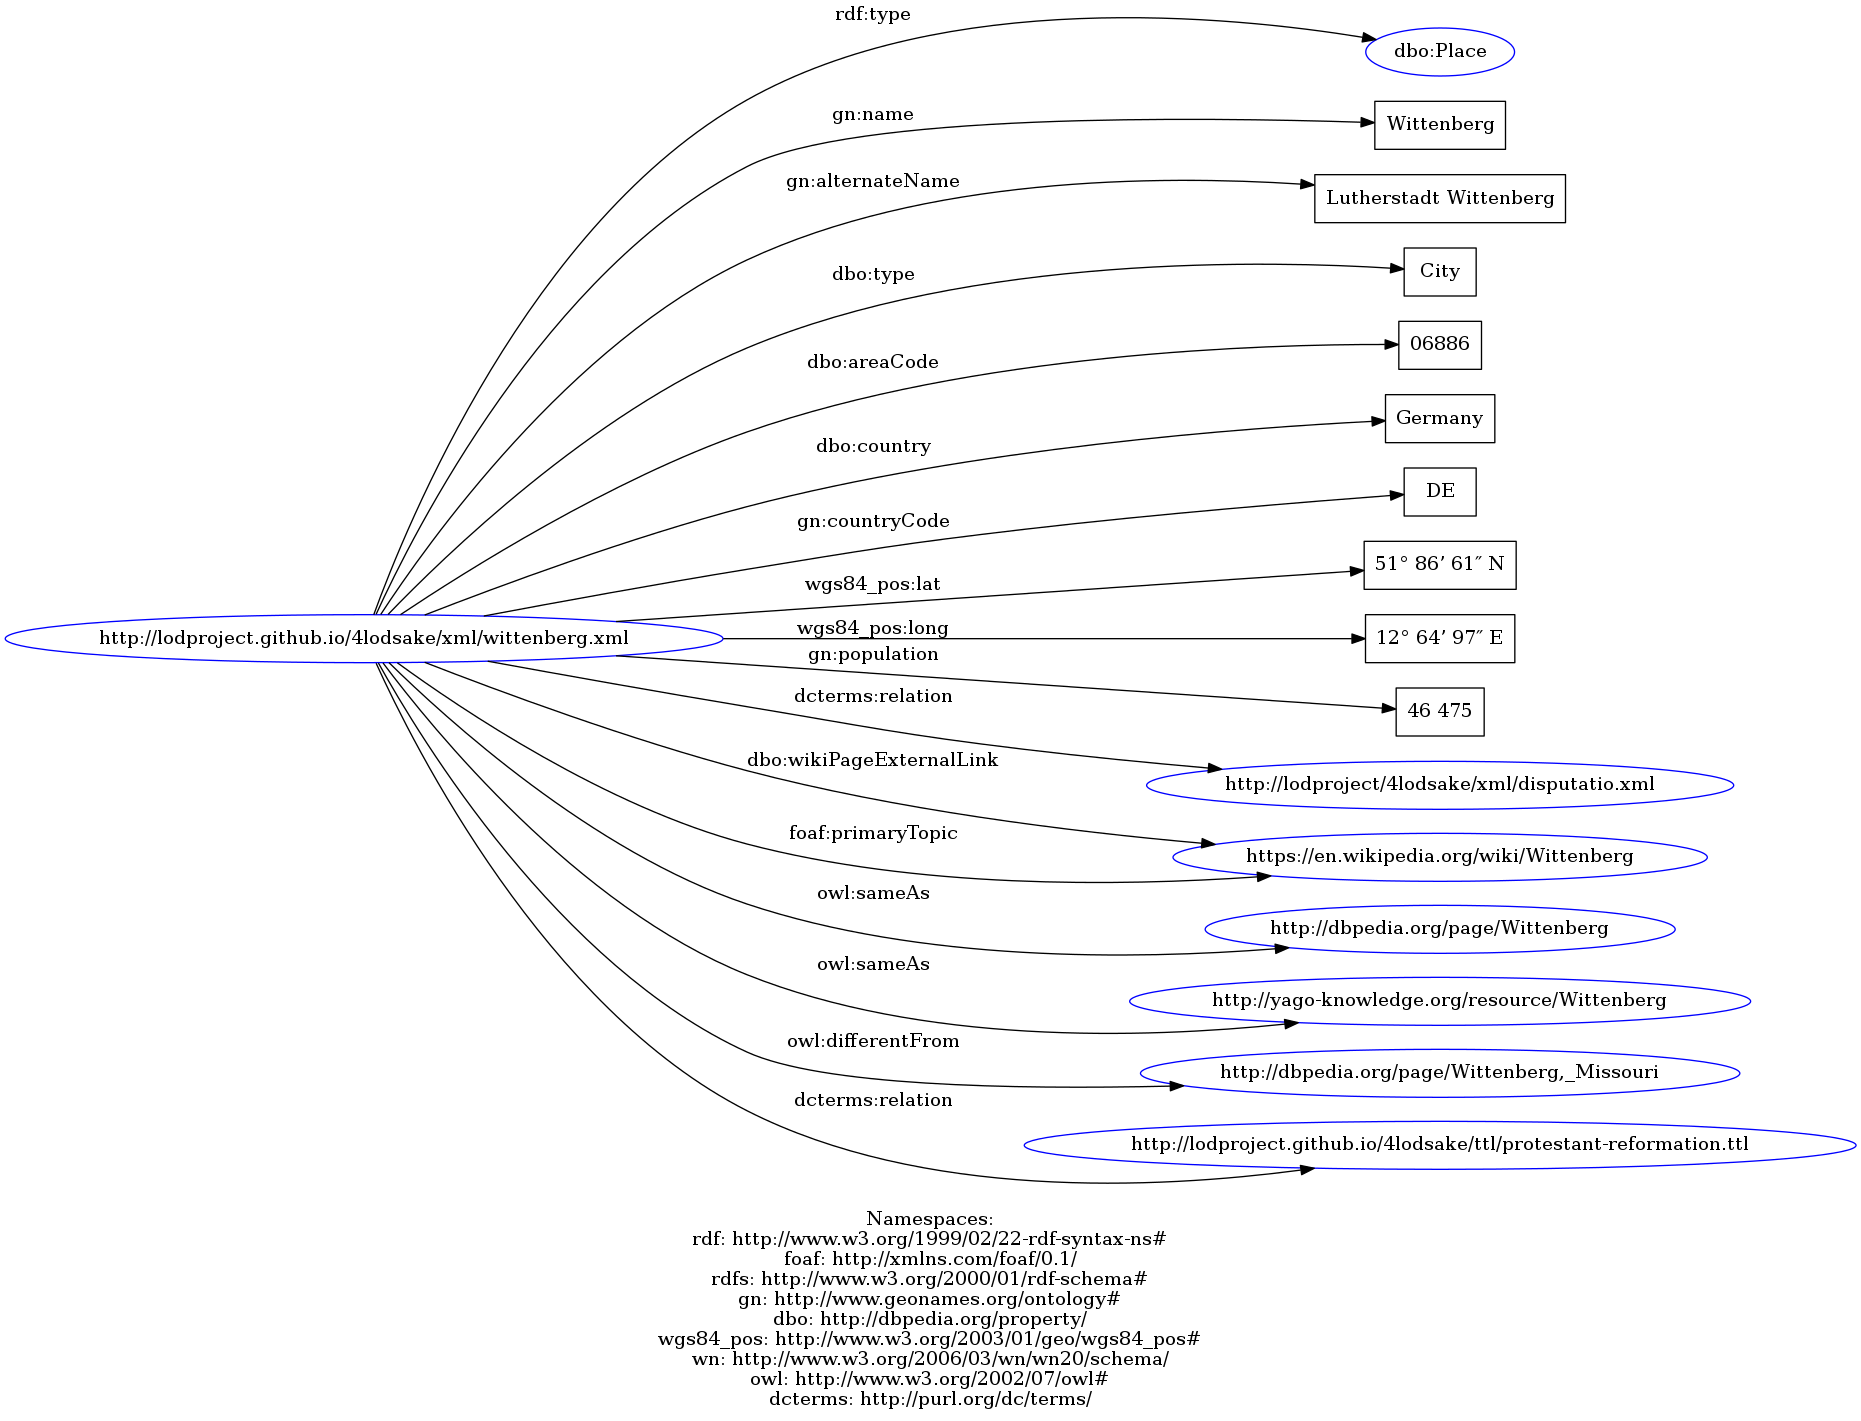 rdf:type
dbo:Place
gn:name
Wittenberg
gn:alternateName
Lutherstadt Wittenberg
dbo:type
City
dbo:areaCode
06886
dbo:country
Germany
gn:countryCode
DE
wgs84_pos:lat
51° 86′ 61″ N
http://lodproject.github.io/4lodsake/xml/wittenberg.xml
wgs84_pos:long
12° 64′ 97″ E
gn:population
46 475
dcterms:relation
http://lodproject/4lodsake/xml/disputatio.xml
dbo:wikiPageExternalLink
foaf:primaryTopic
https://en.wikipedia.org/wiki/Wittenberg
owl:sameAs
http://dbpedia.org/page/Wittenberg
owl:sameAs
http://yago-knowledge.org/resource/Wittenberg
owl:differentFrom
http://dbpedia.org/page/Wittenberg,_Missouri
dcterms:relation
http://lodproject.github.io/4lodsake/ttl/protestant-reformation.ttl
Namespaces:
rdf: http://www.w3.org/1999/02/22-rdf-syntax-ns#
foaf: http://xmlns.com/foaf/0.1/
rdfs: http://www.w3.org/2000/01/rdf-schema#
gn: http://www.geonames.org/ontology#
dbo: http://dbpedia.org/property/
wgs84_pos: http://www.w3.org/2003/01/geo/wgs84_pos#
wn: http://www.w3.org/2006/03/wn/wn20/schema/
owl: http://www.w3.org/2002/07/owl#
dcterms: http://purl.org/dc/terms/